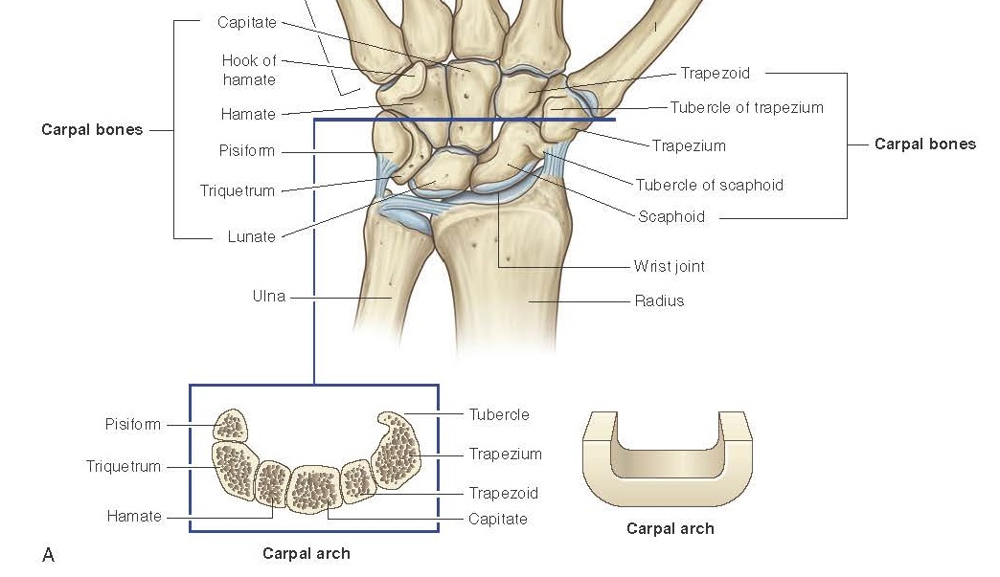 Capitate
Hook of
hamate
Hamate
Carpal bones
Pisiform
Triquetrum
Lunate
Ulna
Trapezoid
Tubercle of trapezium
Trapezium
Carpal bones
Tubercle of scaphoid
Scaphoid
Wrist joint
Radius
Pisiform
Triquetrum
Hamate
Tubercle
Trapezium
Trapezoid
Capitate
Carpal arch
Carpal arch
A
I